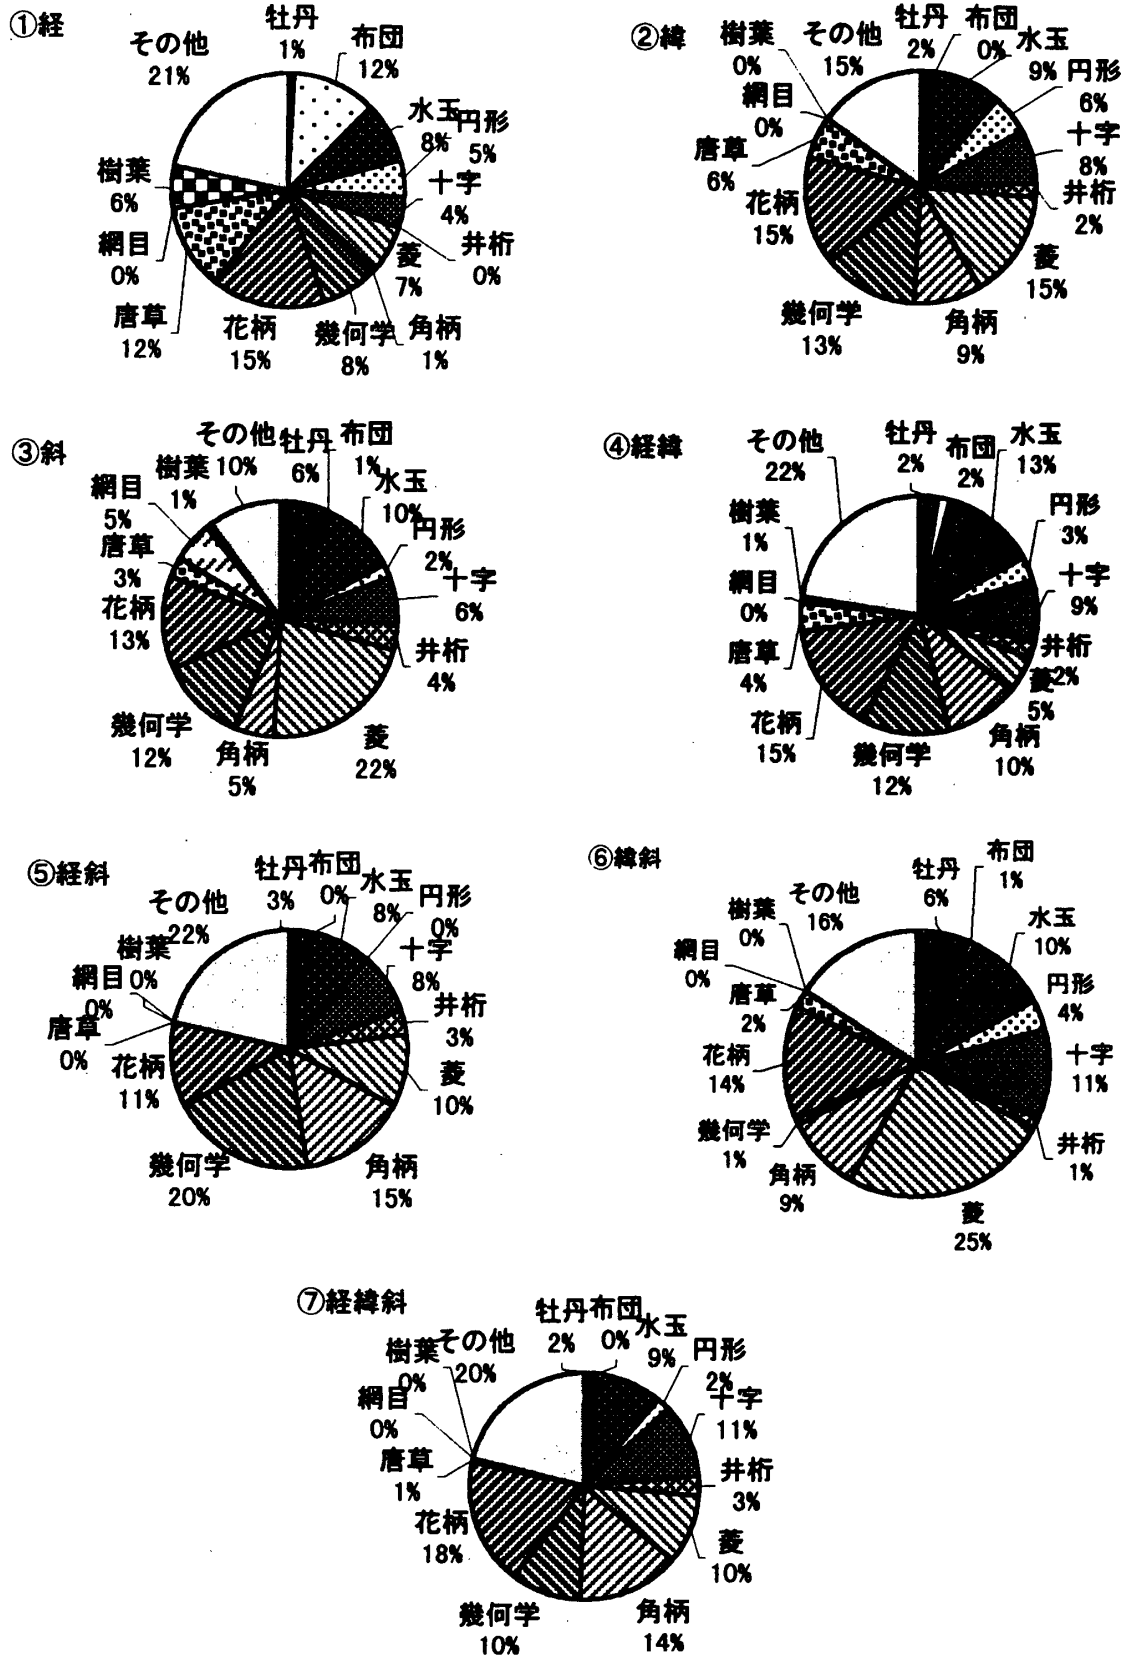 ①経
牡丹
1%
布団
12%
水玉
8%
円形
5%
十字
4%
井桁
0%
菱
7%
角柄
1%
幾何学
8%
花柄
15%
唐草
12%
網目
0%
樹葉
6%
その他
21%
②緯
牡丹
2%
布団
0%
水玉
9%
円形
6%
十字
8%
井桁
2%
菱
15%
角柄
9%
幾何学
13%
花柄
15%
唐草
6%
網目
0%
樹葉
0%
その他
15%
③斜
牡丹
6%
布団
1%
水玉
10%
円形
2%
十字
6%
井桁
4%
菱
22%
角柄
5%
幾何学
12%
花柄
13%
唐草
3%
網目
5%
樹葉
1%
その他
10%
④経緯
牡丹
2%
布団
2%
水玉
13%
円形
3%
十字
9%
井桁
2%
菱
5%
角柄
10%
幾何学
12%
花柄
15%
唐草
4%
網目
0%
樹葉
1%
その他
22%
⑤経斜
牡丹
3%
布団
0%
水玉
8%
円形
0%
十字
8%
井桁
3%
菱
10%
角柄
15%
幾何学
20%
花柄
11%
唐草
0%
網目
0%
樹葉
0%
その他
22%
⑥緯斜
牡丹
6%
布団
1%
水玉
10%
円形
4%
十字
11%
井桁
1%
菱
25%
角柄
9%
幾何学
1%
花柄
14%
唐草
2%
網目
0%
樹葉
0%
その他
16%
⑦経緯斜
牡丹
2%
布団
0%
水玉
9%
円形
2%
十字
11%
井桁
3%
菱
10%
角柄
14%
幾何学
10%
花柄
18%
唐草
1%
網目
0%
樹葉
0%
その他
20%